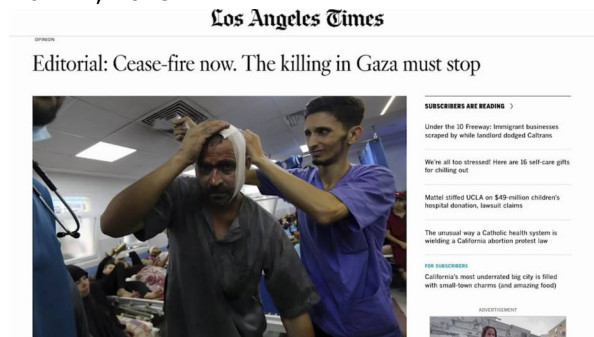 Los Angeles Times
OPINION
Editorial: Cease-fire now. The killing in Gaza must stop
SUBSCRIBERS ARE READING >
Under the 10 Freeway: Immigrant businesses
scraped by while landlord dodged Caltrans
We're all too stressed! Here are 16 self-care gifts
for chilling out
Mattel stiffed UCLA on $49-million children's
hospital donation, lawsuit claims
The unusual way a Catholic health system is
wielding a California abortion protest law
FOR SUBSCRIBERS
California's most underrated big city is filled
with small-town charms (and amazing food)
ADVERTISEMENT